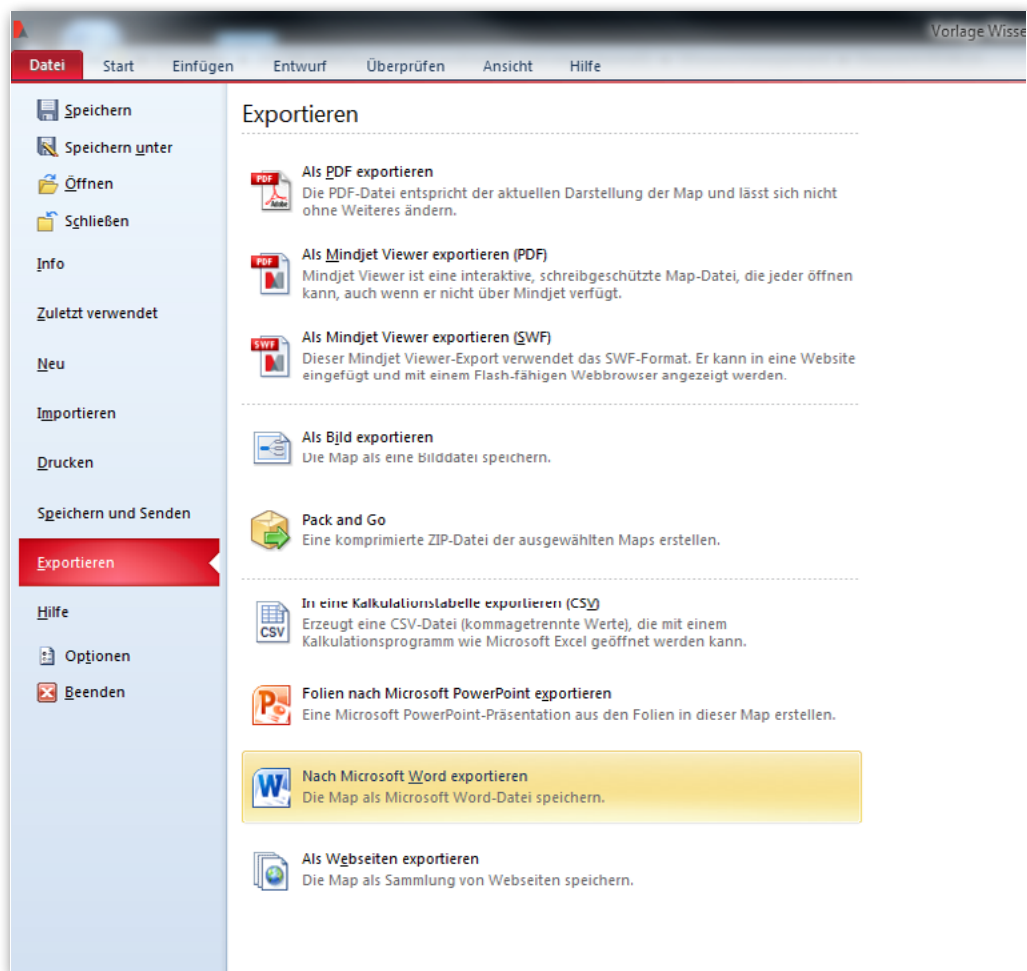 Vorlage Wisse
Datei Start Einfügen Entwurf Überprüfen Ansicht Hilfe
Speichern
Speichern unter
Öffnen
Schließen
Info
Zuletzt verwendet
Neu
Importieren
Drucken
Speichern und Senden
Exportieren
Hilfe
Optionen
Beenden
Exportieren
PDF
Adobe
Als PDF exportieren
Die PDF-Datei entspricht der aktuellen Darstellung der Map und lässt sich nicht
ohne Weiteres ändern.
PDF
Als Mindjet Viewer exportieren (PDF)
Mindjet Viewer ist eine interaktive, schreibgeschützte Map-Datei, die jeder öffnen
kann, auch wenn er nicht über Mindjet verfügt.
SWF
Als Mindjet Viewer exportieren (SWF)
Dieser Mindjet Viewer-Export verwendet das SWF-Format. Er kann in eine Website
eingefügt und mit einem Flash-fähigen Webbrowser angezeigt werden.
Als Bild exportieren
Die Map als eine Bilddatei speichern.
Pack and Go
Eine komprimierte ZIP-Datei der ausgewählten Maps erstellen.
CSV
In eine Kalkulationstabelle exportieren (CSV)
Erzeugt eine CSV-Datei (kommagetrennte Werte), die mit einem
Kalkulationsprogramm wie Microsoft Excel geöffnet werden kann.
P
Folien nach Microsoft PowerPoint exportieren
Eine Microsoft PowerPoint-Präsentation aus den Folien in dieser Map erstellen.
W
Nach Microsoft Word exportieren
Die Map als Microsoft Word-Datei speichern.
Als Webseiten exportieren
Die Map als Sammlung von Webseiten speichern.